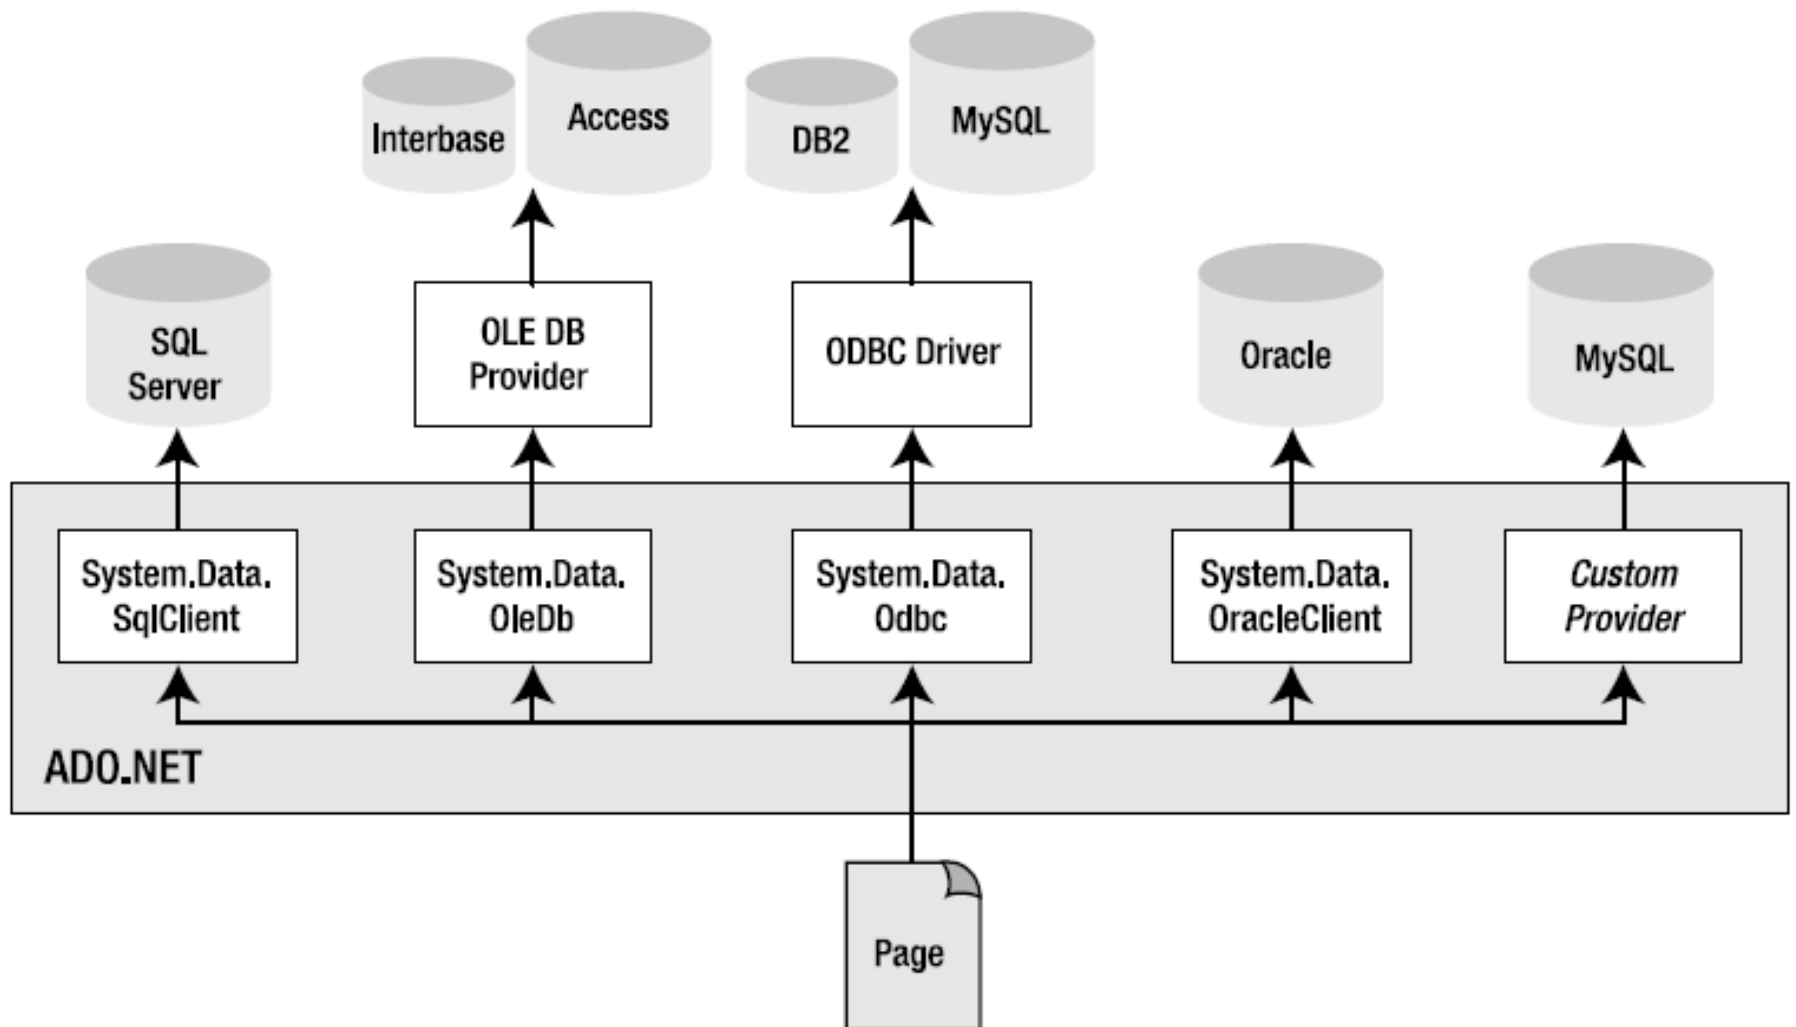 Interbase
Access
DB2
MySQL
SQL
Server
OLE DB
Provider
ODBC Driver
Oracle
MySQL
System.Data.
SqlClient
System.Data.
OleDb
System.Data.
Odbc
System.Data.
OracleClient
Custom
Provider
ADO.NET
Page